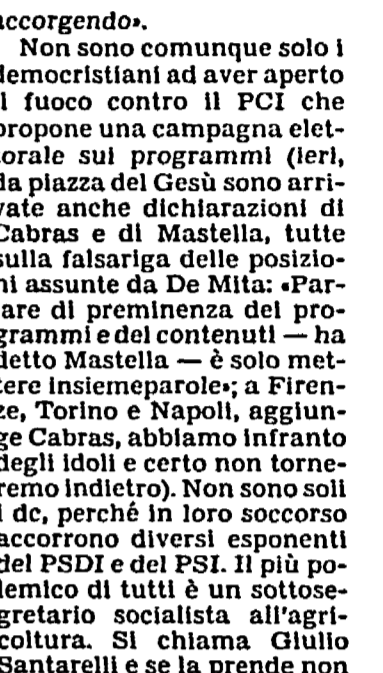 accorgendo».
Non sono comunque solo i
democristiani ad aver aperto
il fuoco contro il PCI che
propone una campagna elet-
torale sui programmi (ieri,
da piazza del Gesù sono arri-
vate anche dichiarazioni di
Cabras e di Mastella, tutte
sulla falsariga delle posizio-
ni assunte da De Mita: «Par-
lare di preminenza dei pro-
grammi e dei contenuti — ha
detto Mastella — è solo met-
tere insieme parole»; a Firen-
ze, Torino e Napoli, aggiun-
ge Cabras, abbiamo infranto
degli idoli e certo non torne-
remo indietro). Non sono soli
i dc, perché in loro soccorso
accorrono diversi esponenti
del PSDI e del PSI. Il più po-
lemico di tutti è un sottose-
gretario socialista all'agri-
coltura. Si chiama Giulio
Santarelli e se la prende non